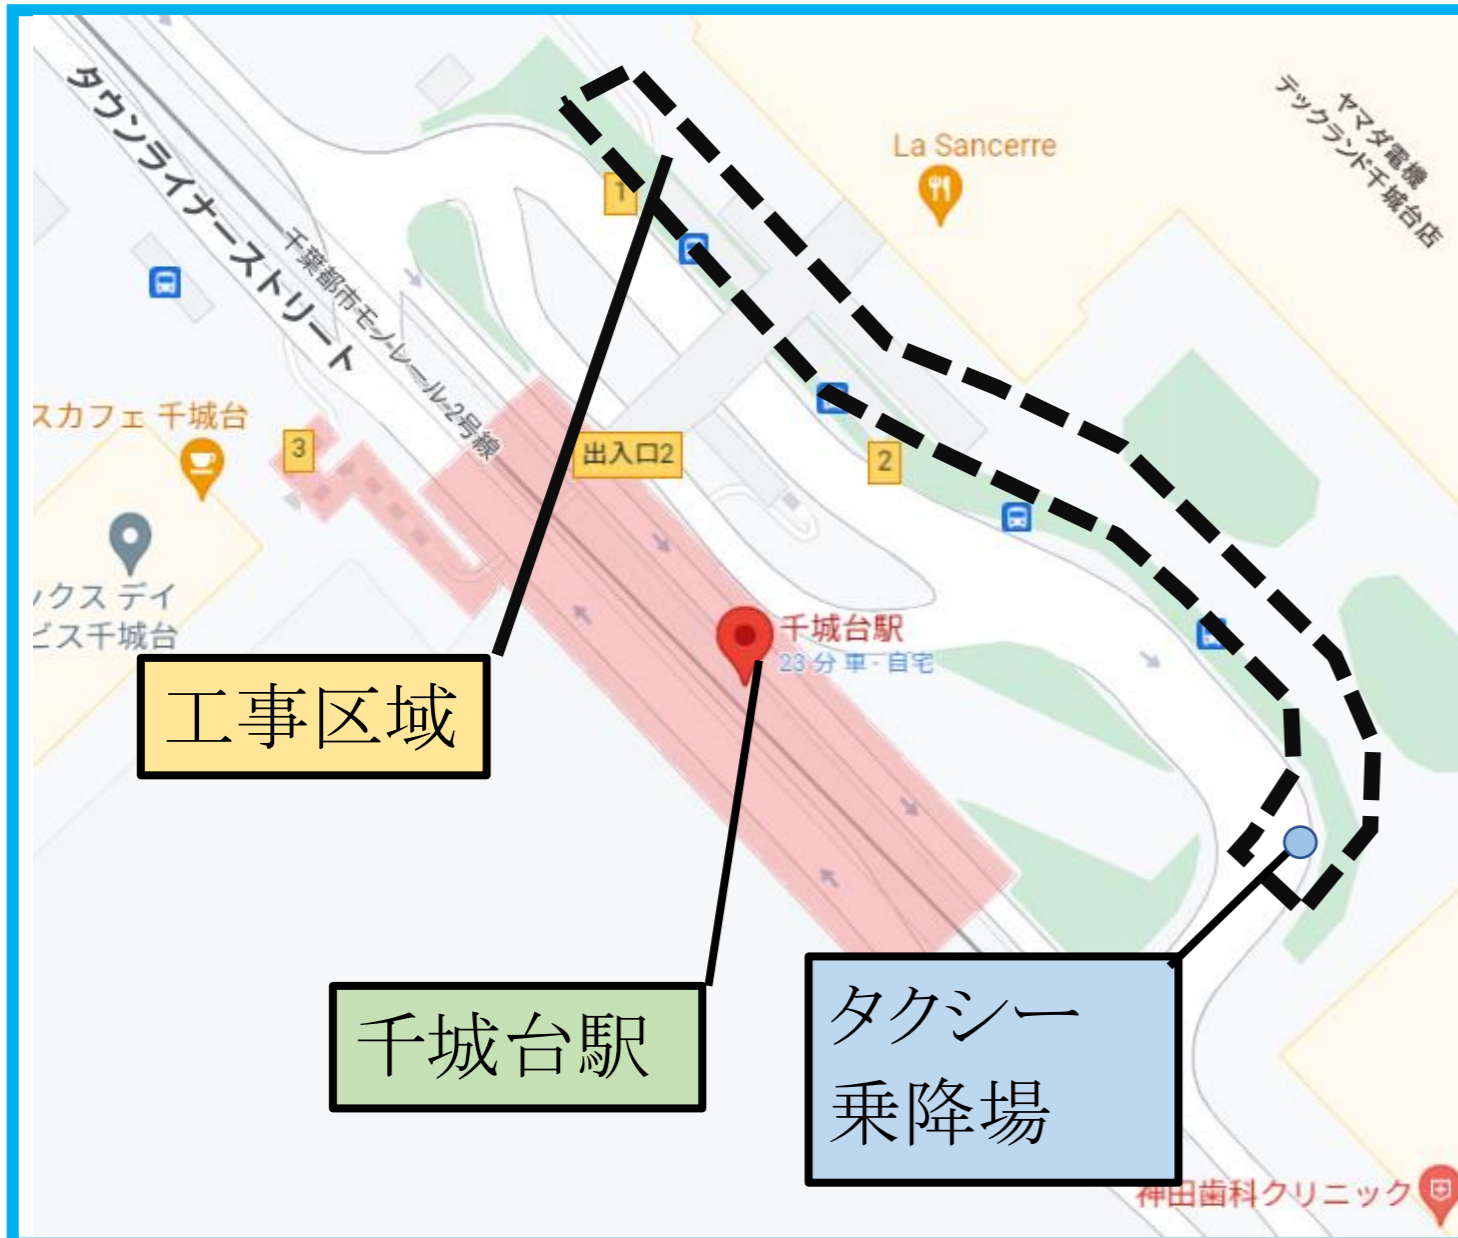 タウンライナーストリート
千葉都市モノレール2号線
La Sancerre
ヤマダ電機
テックランド千城台店
1
スカフェ 千城台
3
出入口2
2
ックス デイ
ビス千城台
千城台駅
23 分 車 - 自宅
工事区域
千城台駅
タクシー
乗降場
神田歯科クリニック